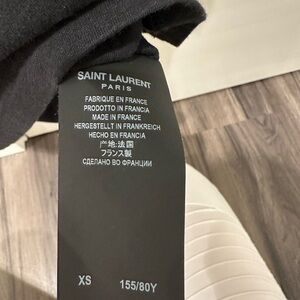 SAINT LAURENT
PARIS
FABRIQUE EN FRANCE
PRODOTTO IN FRANCIA
MADE IN FRANCE
HERGESTELLT IN FRANKREICH
HECHO EN FRANCIA
产地:法国
フランス製
СДЕЛАНО ВО ФРАНЦИИ
XS 155/80Y